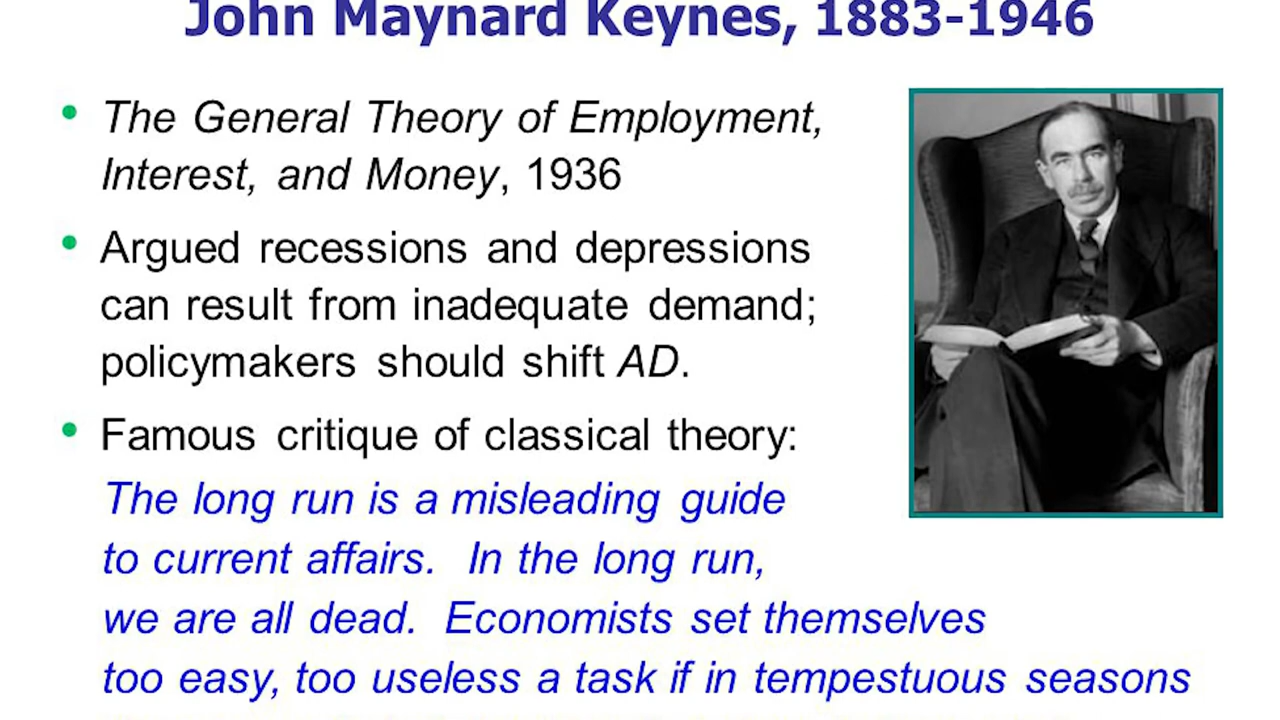 John Maynard Keynes, 1883-1946
• The General Theory of Employment,
Interest, and Money, 1936
• Argued recessions and depressions
can result from inadequate demand;
policymakers should shift AD.
• Famous critique of classical theory:
The long run is a misleading guide
to current affairs. In the long run,
we are all dead. Economists set themselves
too easy, too useless a task if in tempestuous seasons